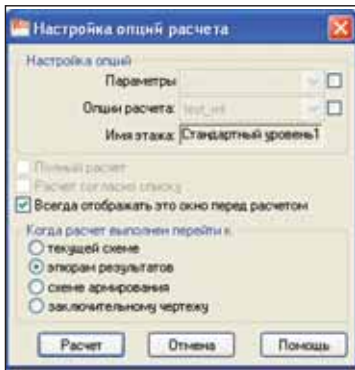 Настройка опций расчета
Настройка опций
Параметры
Опции расчета:
Имя этажа: Стандартный уровень1
Полный расчет
Расчет согласно списку
Всегда отображать это окно перед расчетом
Когда расчет выполнен перейти к
текущей схеме
эпюрам результатов
схеме армирования
заключительному чертежу
Расчет Отмена Помощь